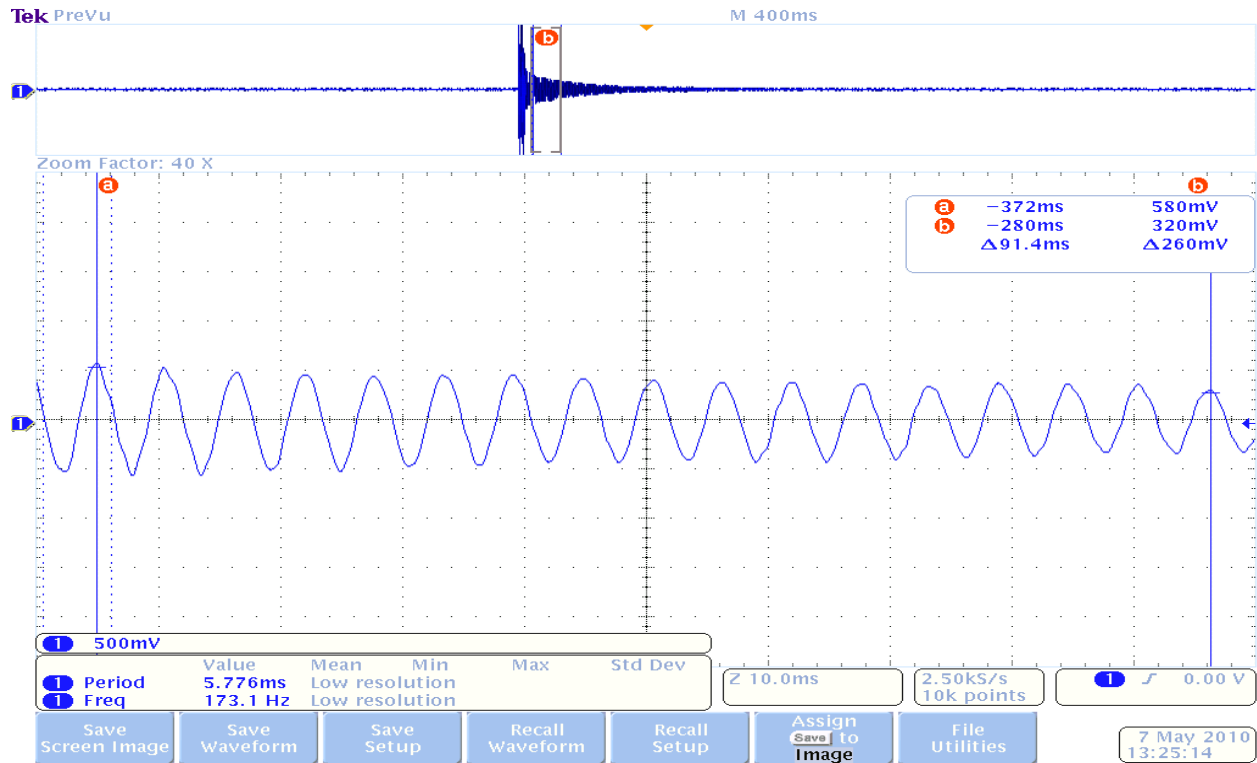 Tek PreVu M 400ms
b
1
Zoom Factor: 40 X
a b
a −372ms 580mV
b −280ms 320mV
Δ91.4ms Δ260mV
1
1 500mV
Value Mean Min Max Std Dev
1 Period 5.776ms Low resolution
1 Freq 173.1 Hz Low resolution
Z 10.0ms
2.50kS/s
10k points
1 0.00 V
Save
Screen Image
Save
Waveform
Save
Setup
Recall
Waveform
Recall
Setup
Assign
Save to
Image
File
Utilities
7 May 2010
13:25:14